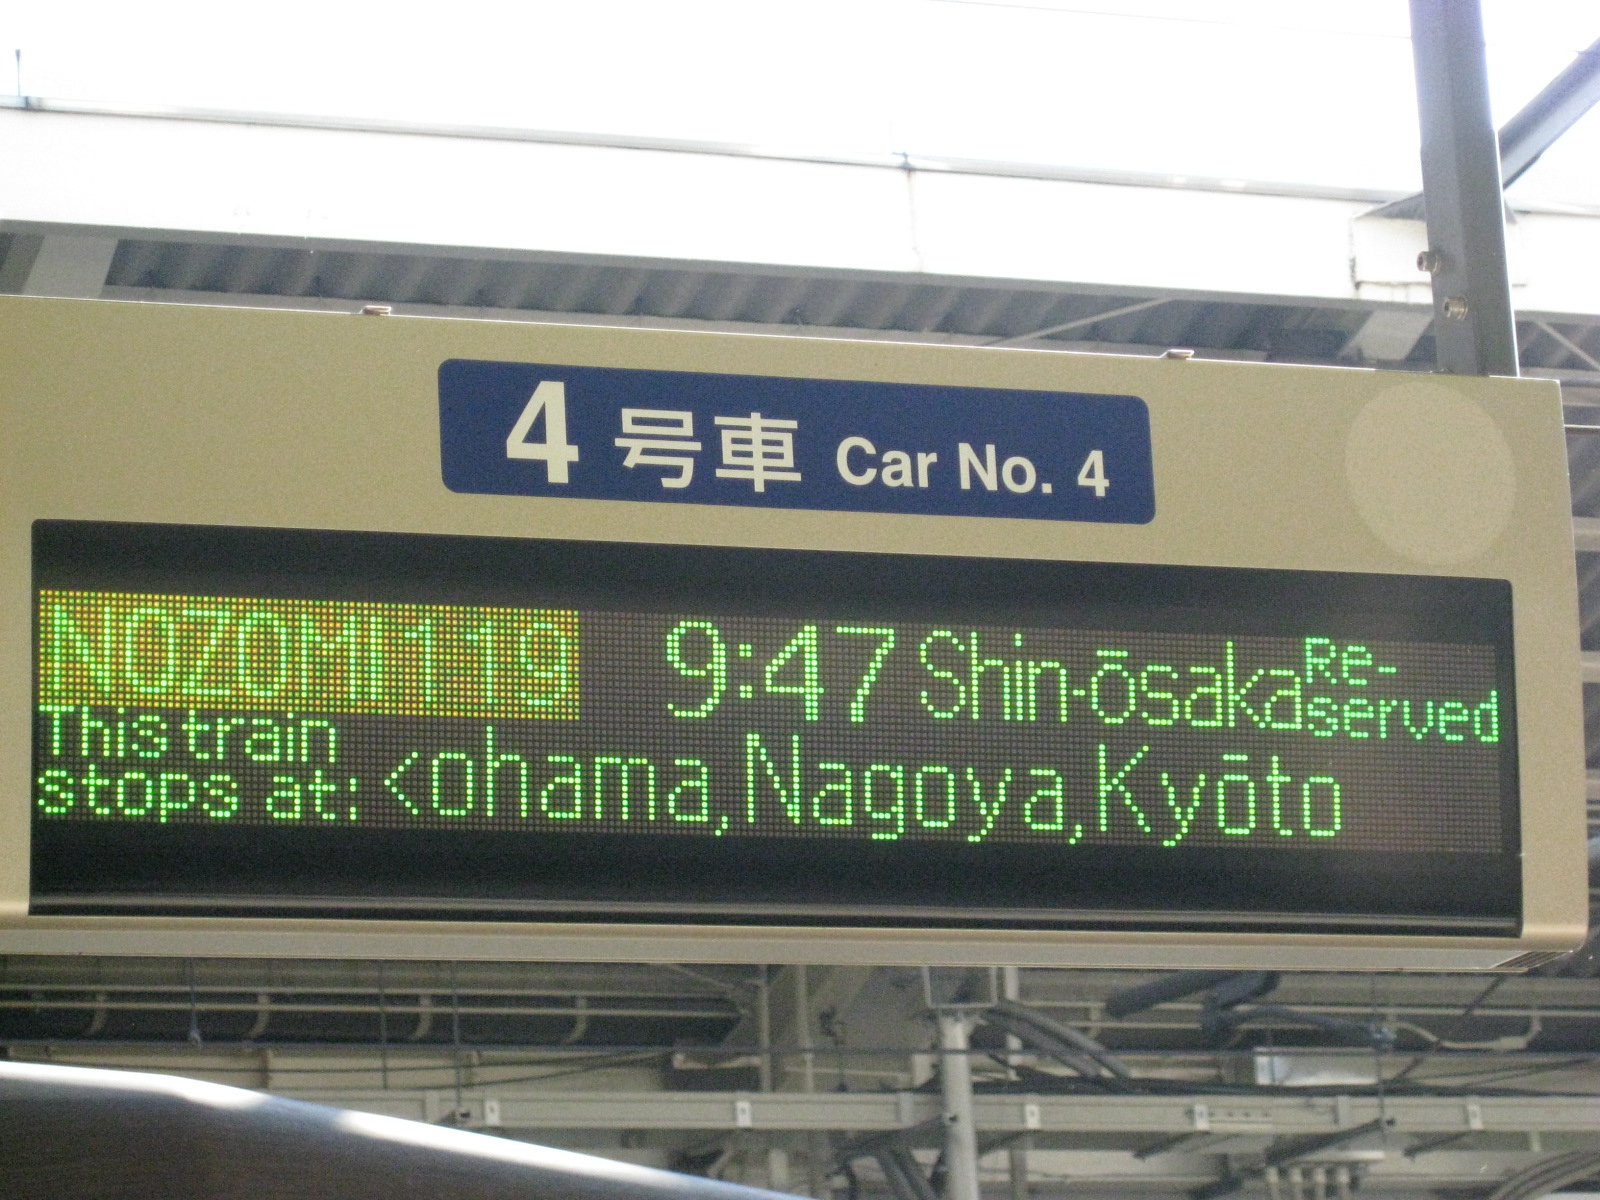 4 号車 Car No. 4
NOZOMI 119 9:47 Shin-ōsaka Re-served
This train stops at: <ohama,Nagoya,Kyōto